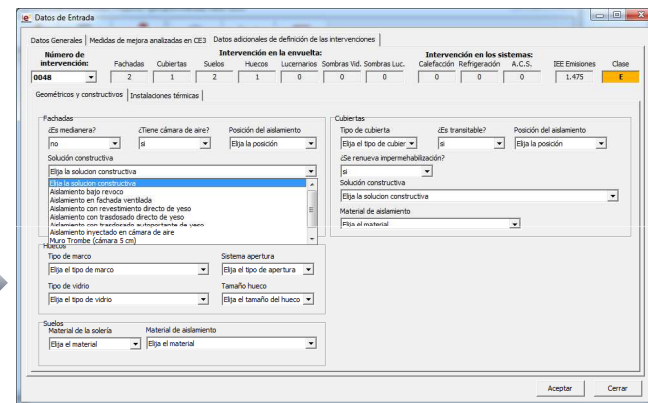 Datos de Entrada
Datos Generales | Medidas de mejora analizadas en CE3 | Datos adicionales de definición de las intervenciones
Número de intervención:
Intervención en la envuelta:
Intervención en los sistemas:
Fachadas Cubiertas Suelos Huecos Lucernarios Sombras Vid. Sombras Luc. Calefacción Refrigeración A.C.S. IEE Emisiones Clase
0048 2 1 2 1 0 0 0 0 0 0 1.475 E
Geométricos y constructivos | Instalaciones térmicas
Fachadas
¿Es medianera? ¿Tiene cámara de aire? Posición del aislamiento
no si Elija la posición
Solución constructiva
Elija la solucion constructiva
Elija la solucion constructiva
Aislamiento bajo revoco
Aislamiento en fachada ventilada
Aislamiento con revestimiento directo de yeso
Aislamiento con trasdosado directo de yeso
Aislamiento con trasdosado autoportante de yeso
Aislamiento inyectado en cámara de aire
Muro Trombe (cámara 5 cm)
Cubiertas
Tipo de cubierta ¿Es transitable? Posición del aislamiento
Elija el tipo de cubier si Elija la posición
¿Se renueva impermehabilización?
si
Solución constructiva
Elija la solucion constructiva
Material de aislamiento
Elija el material
Huecos
Tipo de marco Sistema apertura
Elija el tipo de marco Elija el tipo de apertura
Tipo de vidrio Tamaño hueco
Elija el tipo de vidrio Elija el tamaño del hueco
Suelos
Material de la solería Material de aislamiento
Elija el material Elija el material
Aceptar Cerrar